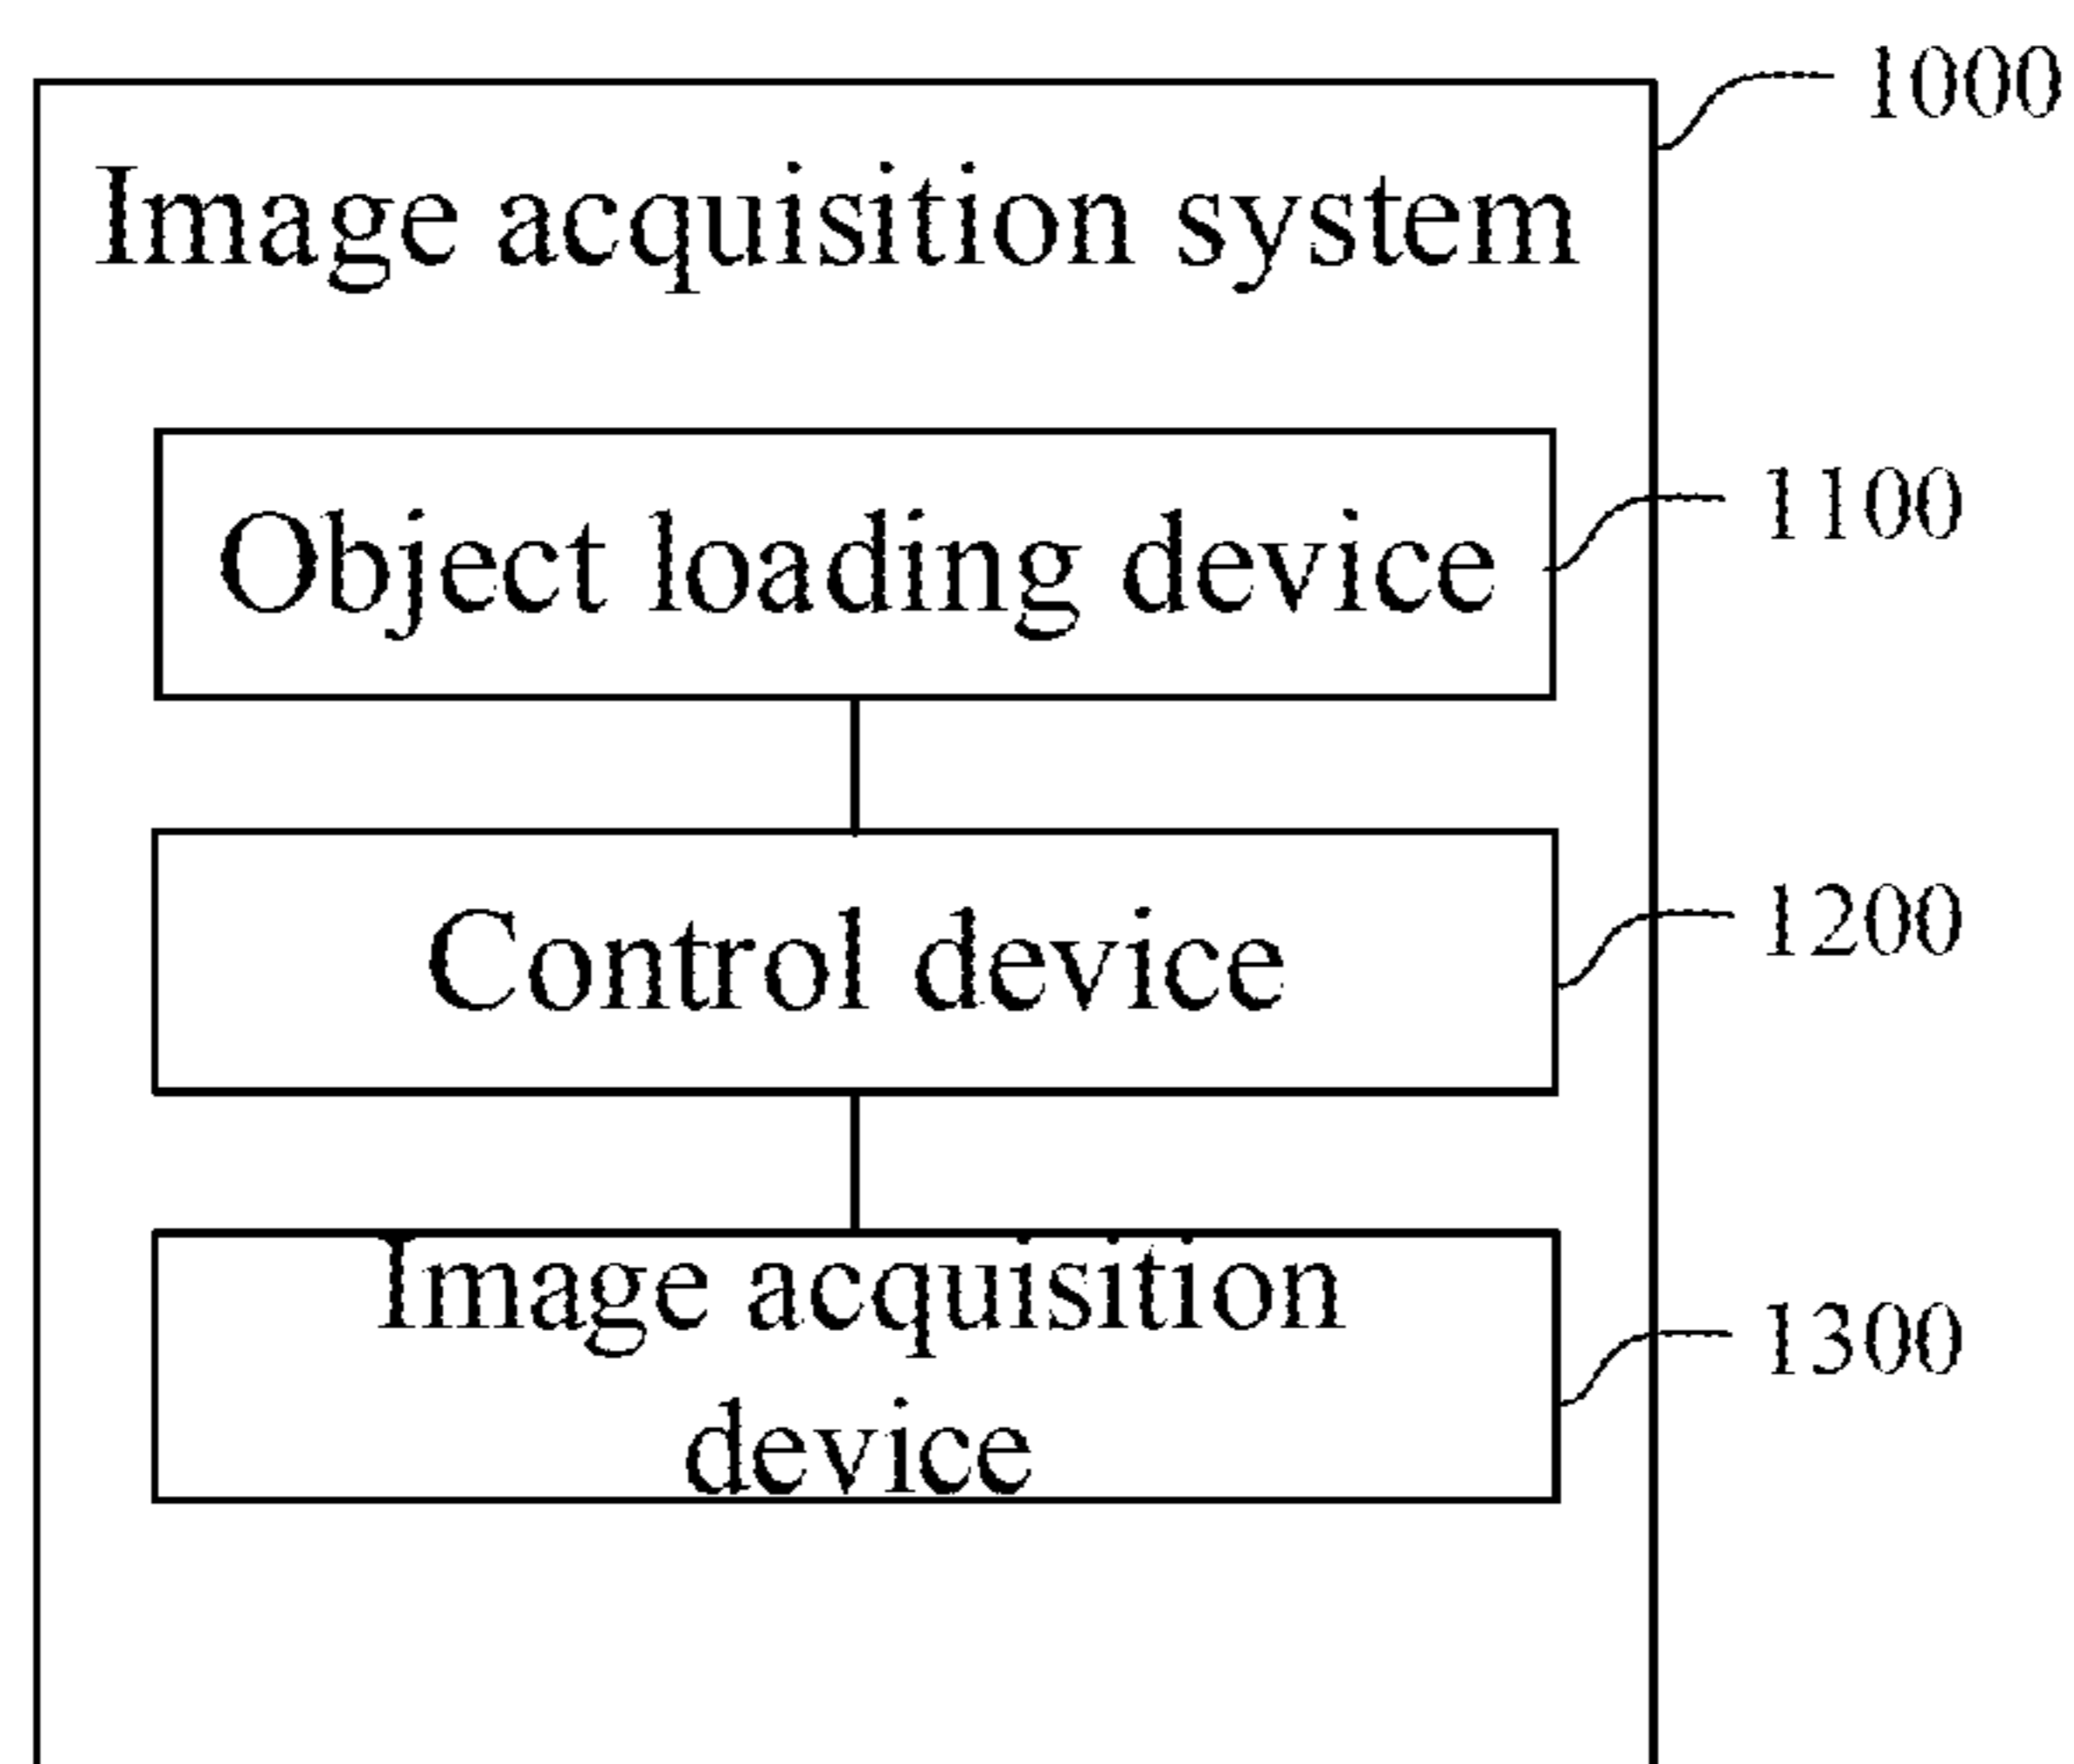 1000
Image acquisition system
Object loading device
1100
Control device
1200
Image acquisition
device
1300